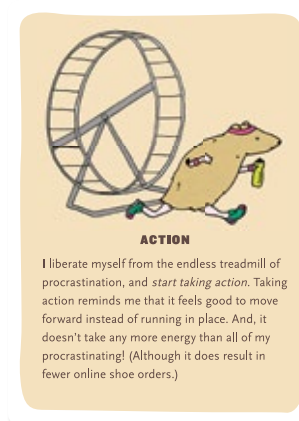 ACTION
I liberate myself from the endless treadmill of
procrastination, and start taking action. Taking
action reminds me that it feels good to move
forward instead of running in place. And, it
doesn't take any more energy than all of my
procrastinating! (Although it does result in
fewer online shoe orders.)